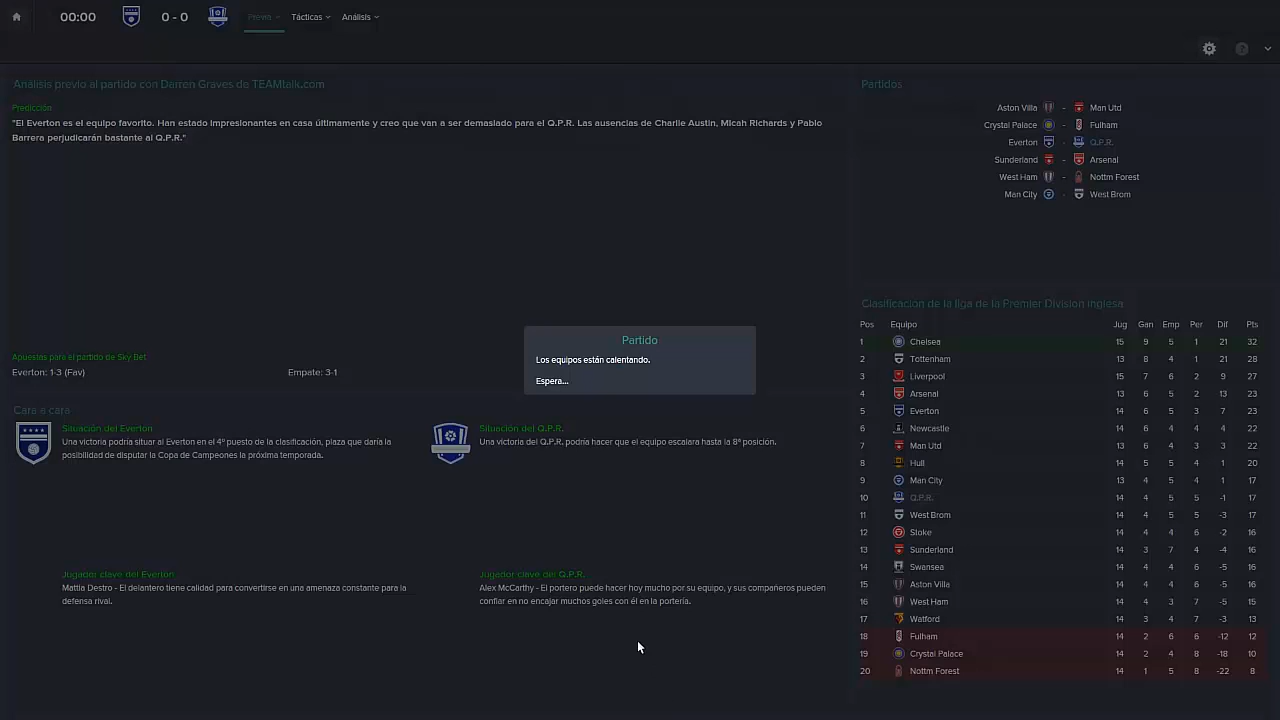 00:00 0 - 0 Previa Tácticas Análisis
Análisis previo al partido con Darren Graves de TEAMtalk.com
Predicción
"El Everton es el equipo favorito. Han estado impresionantes en casa últimamente y creo que van a ser demasiado para el Q.P.R. Las ausencias de Charlie Austin, Micah Richards y Pablo
Barrera perjudicarán bastante al Q.P.R."
Apuestas para el partido de Sky Bet
Everton: 1-3 (Fav) Empate: 3-1
Cara a cara
Situación del Everton
Una victoria podría situar al Everton en el 4º puesto de la clasificación, plaza que daría la
posibilidad de disputar la Copa de Campeones la próxima temporada.
Situación del Q.P.R.
Una victoria del Q.P.R. podría hacer que el equipo escalara hasta la 8ª posición.
Jugador clave del Everton
Mattia Destro - El delantero tiene calidad para convertirse en una amenaza constante para la
defensa rival.
Jugador clave del Q.P.R.
Alex McCarthy - El portero puede hacer hoy mucho por su equipo, y sus compañeros pueden
confiar en no encajar muchos goles con él en la portería.
Partido
Los equipos están calentando.
Espera...
Partidos
Aston Villa - Man Utd
Crystal Palace - Fulham
Everton - Q.P.R.
Sunderland - Arsenal
West Ham - Nottm Forest
Man City - West Brom
Clasificación de la liga de la Premier Division inglesa
Pos Equipo Jug Gan Emp Per Dif Pts
1 Chelsea 15 9 5 1 21 32
2 Tottenham 13 8 4 1 21 28
3 Liverpool 15 7 6 2 9 27
4 Arsenal 13 6 5 2 13 23
5 Everton 14 6 5 3 7 23
6 Newcastle 14 6 4 4 4 22
7 Man Utd 13 6 4 3 3 22
8 Hull 14 5 5 4 1 20
9 Man City 13 4 5 4 1 17
10 Q.P.R. 14 4 5 5 -1 17
11 West Brom 14 4 5 5 -3 17
12 Stoke 14 4 4 6 -2 16
13 Sunderland 14 3 7 4 -4 16
14 Swansea 14 4 4 6 -5 16
15 Aston Villa 14 4 4 6 -5 16
16 West Ham 14 4 3 7 -5 15
17 Watford 14 3 4 7 -3 13
18 Fulham 14 2 6 6 -12 12
19 Crystal Palace 14 2 4 8 -18 10
20 Nottm Forest 14 1 5 8 -22 8